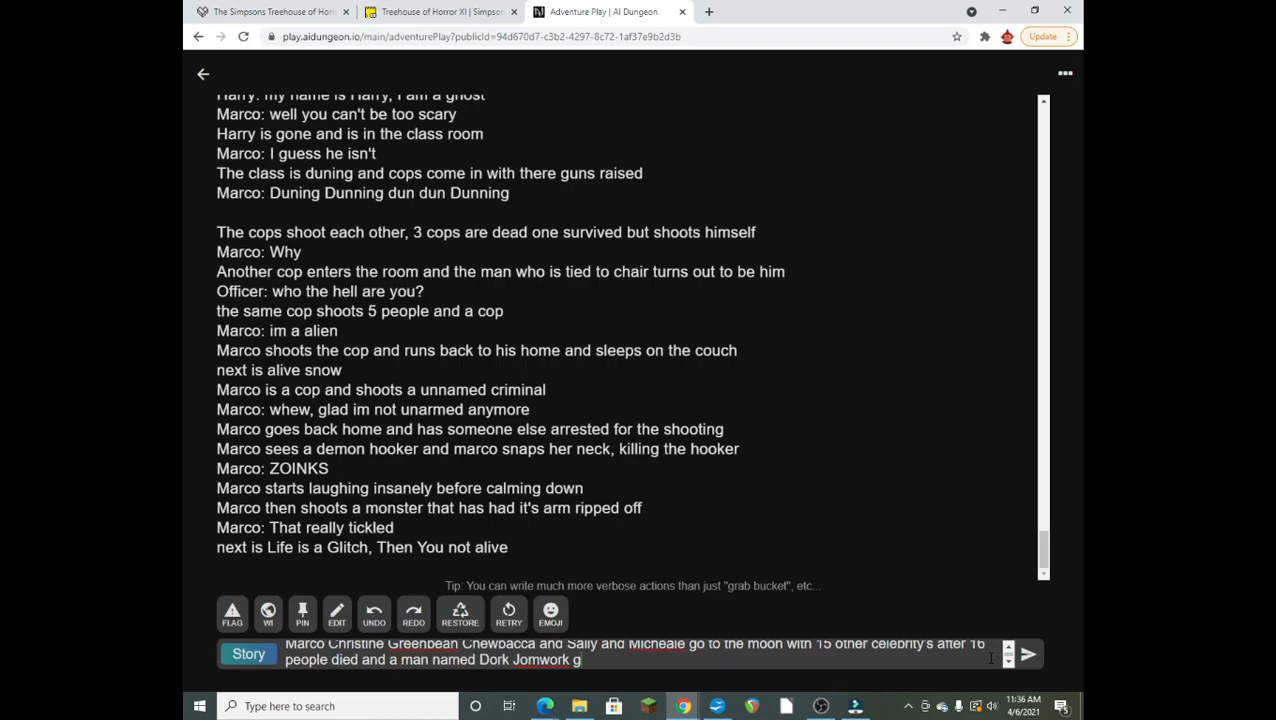 The Simpsons Treehouse of Horr
Treehouse of Horror XI | Simpson
Adventure Play | AI Dungeon
play.aidungeon.io/main/adventurePlay?publicId=94d670d7-c3b2-4297-8c72-1af37e9b2d3b
Update
Harry: my name is Harry, I am a ghost
Marco: well you can't be too scary
Harry is gone and is in the class room
Marco: I guess he isn't
The class is duning and cops come in with there guns raised
Marco: Duning Dunning dun dun Dunning
The cops shoot each other, 3 cops are dead one survived but shoots himself
Marco: Why
Another cop enters the room and the man who is tied to chair turns out to be him
Officer: who the hell are you?
the same cop shoots 5 people and a cop
Marco: im a alien
Marco shoots the cop and runs back to his home and sleeps on the couch
next is alive snow
Marco is a cop and shoots a unnamed criminal
Marco: whew, glad im not unarmed anymore
Marco goes back home and has someone else arrested for the shooting
Marco sees a demon hooker and marco snaps her neck, killing the hooker
Marco: ZOINKS
Marco starts laughing insanely before calming down
Marco then shoots a monster that has had it's arm ripped off
Marco: That really tickled
next is Life is a Glitch, Then You not alive
Tip: You can write much more verbose actions than just "grab bucket", etc...
FLAG WI PIN EDIT UNDO REDO RESTORE RETRY EMOJI
Story
Marco Christine Greenbean Chewbacca and Sally and Micheale go to the moon with 15 other celebrity's after 16
people died and a man named Dork Jomwork g
Type here to search
11:36 AM
4/6/2021
5